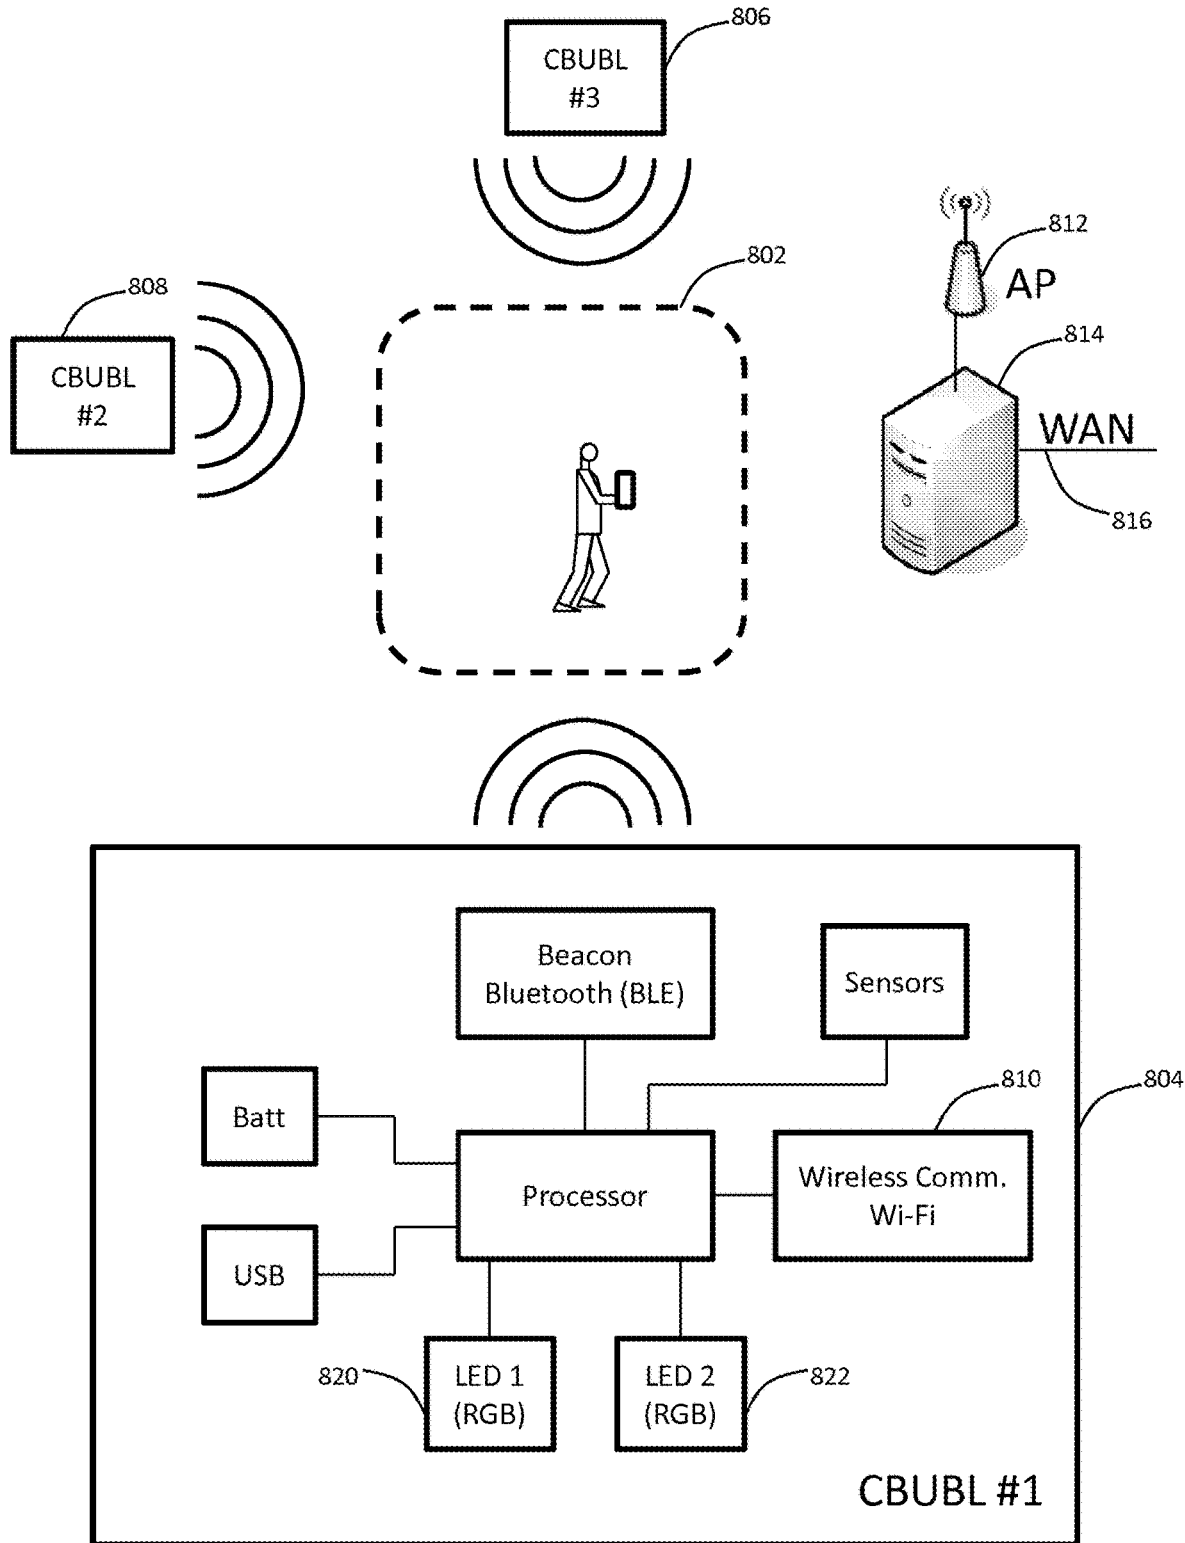 806
CBUBL
#3
812
AP
802
808
CBUBL
#2
814
WAN
816
Beacon
Bluetooth (BLE)
Sensors
810
804
Batt
Processor
Wireless Comm.
Wi-Fi
USB
820
LED 1
(RGB)
LED 2
(RGB)
822
CBUBL #1